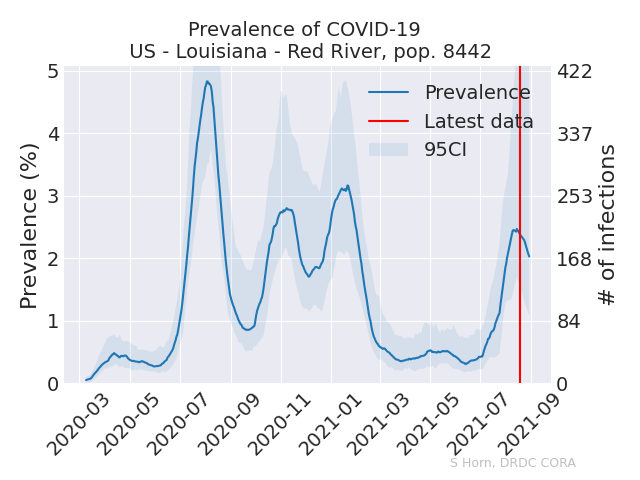 Prevalence of COVID-19
US - Louisiana - Red River, pop. 8442
Prevalence (%)
5
4
3
2
1
0
422
337
253
168
84
0
# of infections
Prevalence
Latest data
95CI
2020-03
2020-05
2020-07
2020-09
2020-11
2021-01
2021-03
2021-05
2021-07
2021-09
S Horn, DRDC CORA